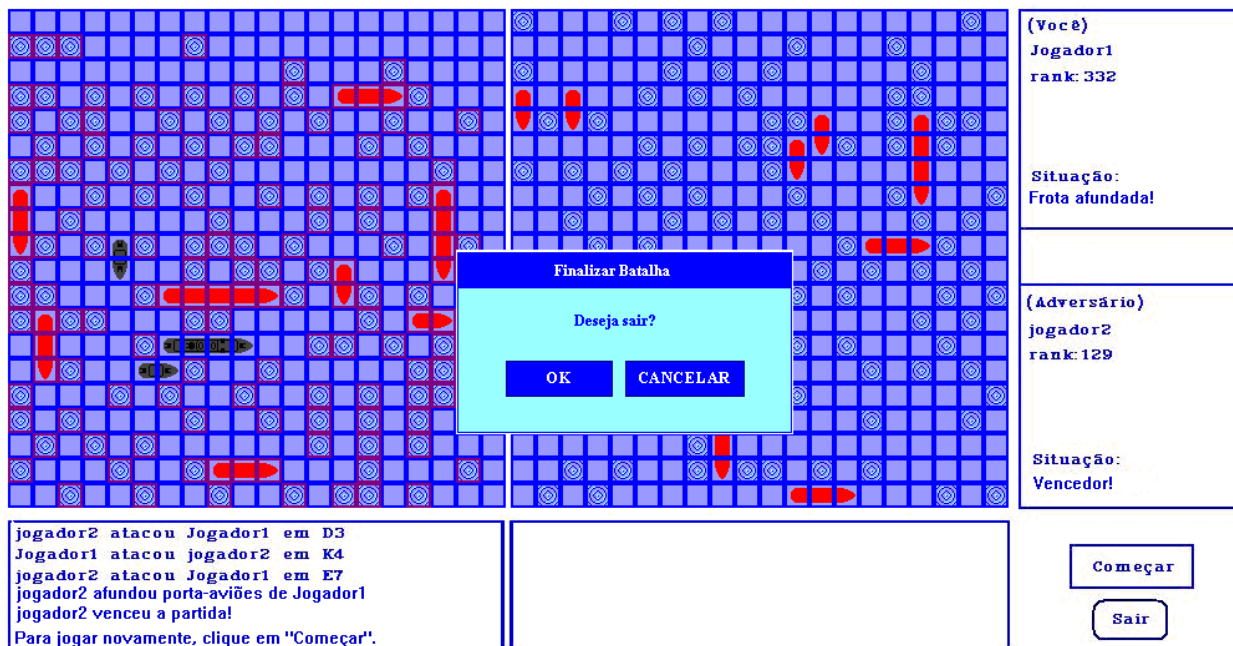 (Você)
Jogador1
rank:332
Situação:
Frota afundada!
(Adversário)
jogador2
rank:129
Situação:
Vencedor!
Finalizar Batalha
Deseja sair?
OK
CANCELAR
jogador2 atacou Jogador1 em D3
Jogador1 atacou jogador2 em K4
jogador2 atacou Jogador1 em E7
jogador2 afundou porta-aviões de Jogador1
jogador2 venceu a partida!
Para jogar novamente, clique em "Começar".
Começar
Sair